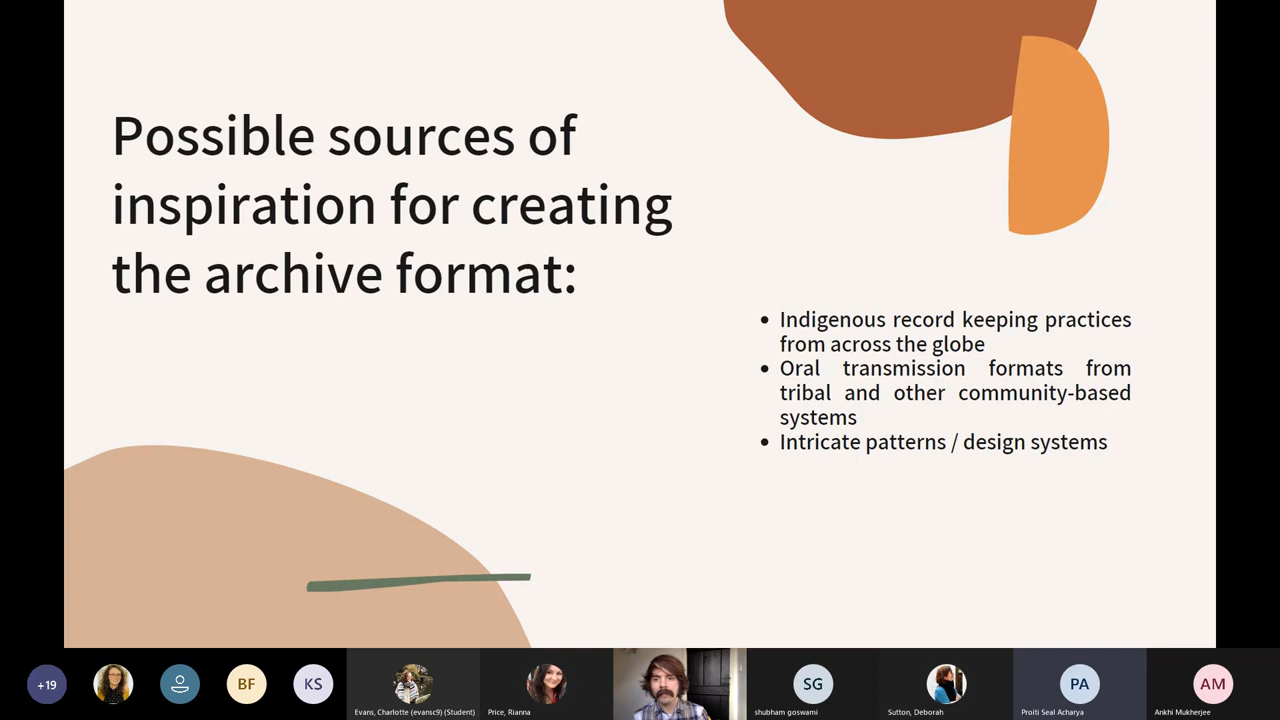 Possible sources of
inspiration for creating
the archive format:
Indigenous record keeping practices
from across the globe
Oral transmission formats from
tribal and other community-based
systems
Intricate patterns / design systems
+19
BF
KS
Evans, Charlotte (evansc9) (Student)
Price, Rianna
SG
shubham goswami
Sutton, Deborah
PA
Proiti Seal Acharya
AM
Ankhi Mukherjee